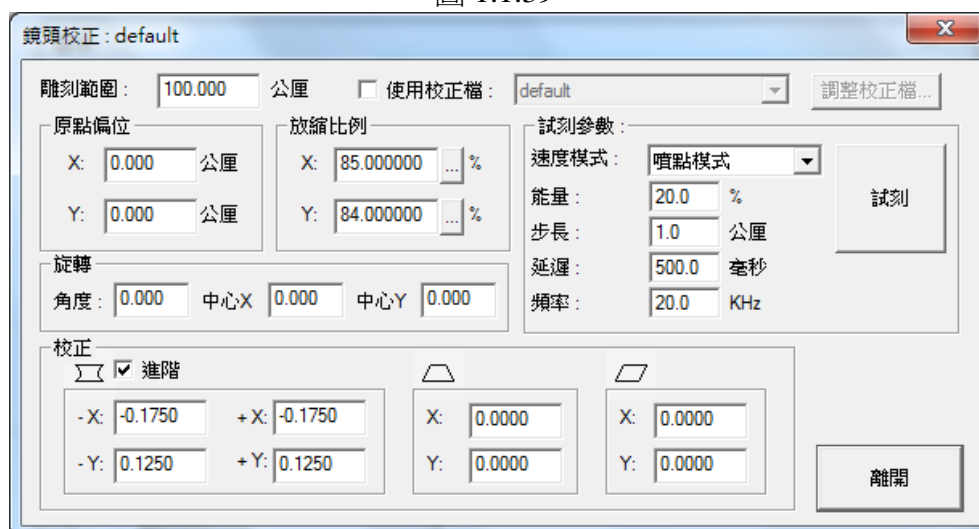 圖 1.1.39
鏡頭校正 : default
雕刻範圍 : 100.000 公厘 使用校正檔 : default 調整校正檔...
原點偏位
X: 0.000 公厘
Y: 0.000 公厘
放縮比例
X: 85.000000 ... %
Y: 84.000000 ... %
試刻參數 :
速度模式 : 噴點模式
能量 : 20.0 %
步長 : 1.0 公厘
延遲 : 500.0 毫秒
頻率 : 20.0 KHz
試刻
旋轉
角度 : 0.000 中心X 0.000 中心Y 0.000
校正
進階
- X: -0.1750 + X: -0.1750
- Y: 0.1250 + Y: 0.1250
X: 0.0000
Y: 0.0000
X: 0.0000
Y: 0.0000
離開